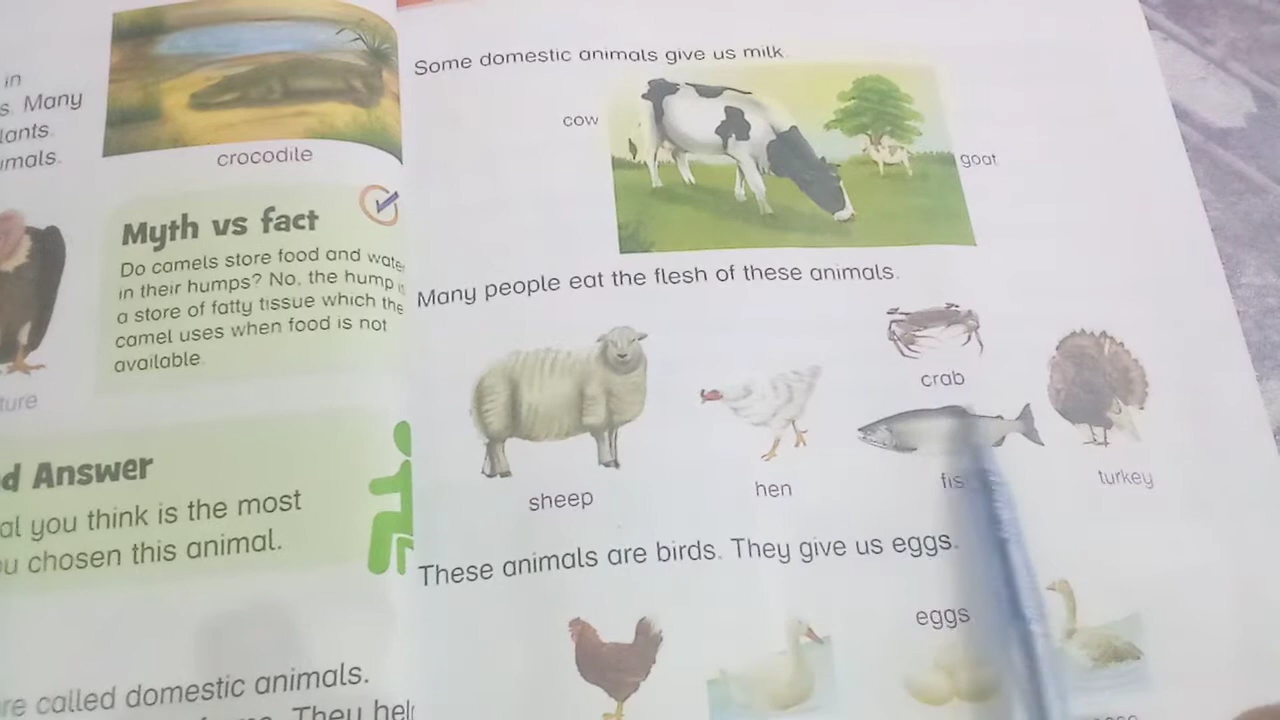 in
s. Many
lants.
imals.
crocodile
Myth vs fact
Do camels store food and wate
in their humps? No, the hump i
a store of fatty tissue which the
camel uses when food is not
available.
ture
d Answer
al you think is the most
u chosen this animal.
re called domestic animals.
They hel
Some domestic animals give us milk.
cow
goat
Many people eat the flesh of these animals.
crab
sheep
hen
fis
turkey
These animals are birds. They give us eggs.
eggs